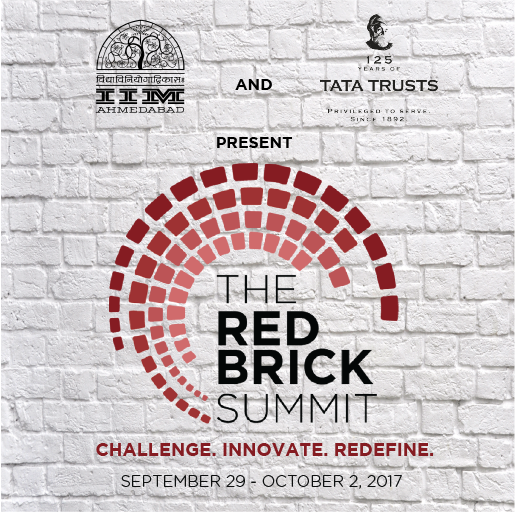 विद्याविनियोगाद्विकासः
IIM
AHMEDABAD
AND
125
YEARS OF
TATA TRUSTS
PRIVILEGED TO SERVE.
SINCE 1892.
PRESENT
THE
RED
BRICK
SUMMIT
CHALLENGE. INNOVATE. REDEFINE.
SEPTEMBER 29 - OCTOBER 2, 2017